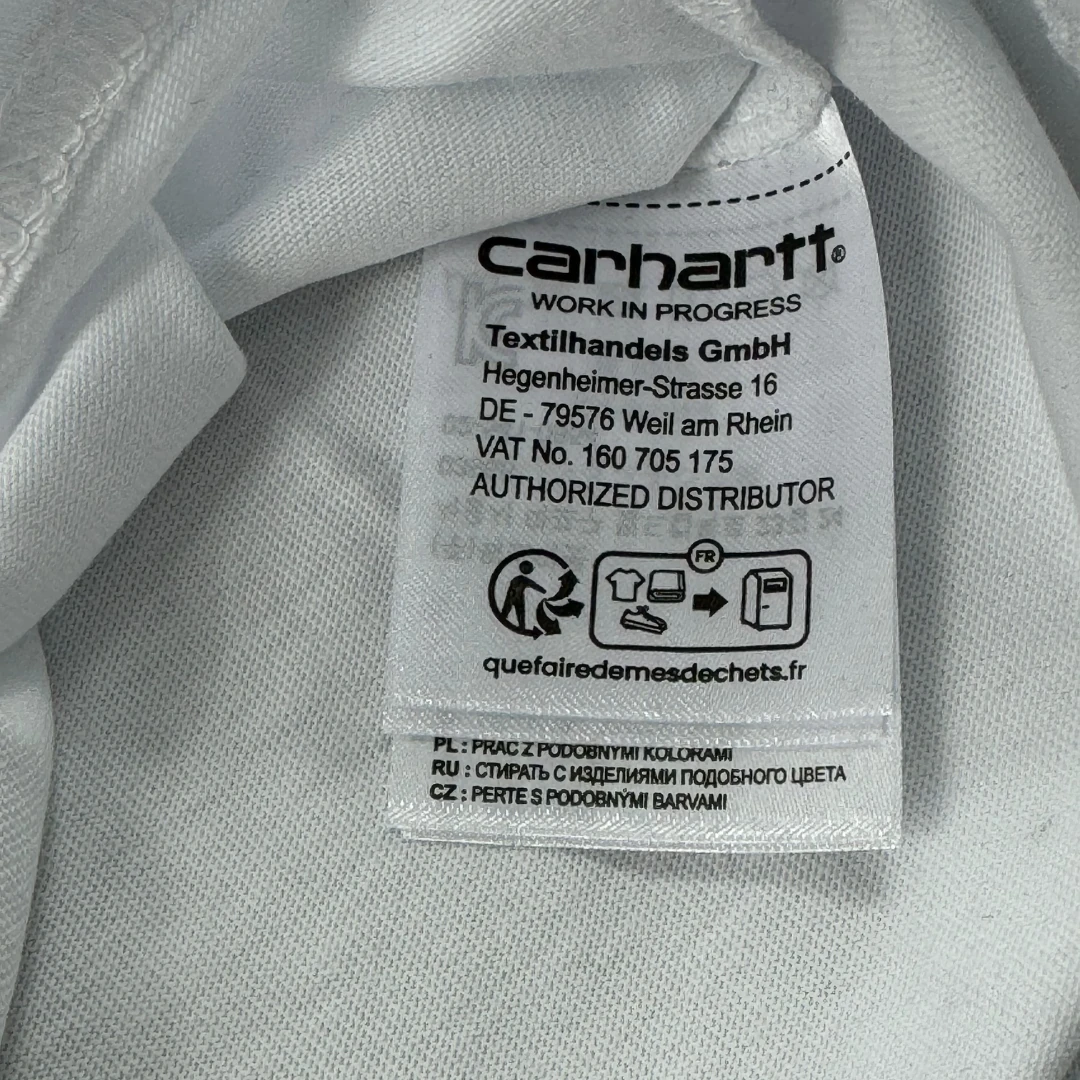 carhartt®
WORK IN PROGRESS
Textilhandels GmbH
Hegenheimer-Strasse 16
DE - 79576 Weil am Rhein
VAT No. 160 705 175
AUTHORIZED DISTRIBUTOR
FR
quefairedemesdechets.fr
PL : PRAC Z PODOBNYMI KOLORAMI
RU : СТИРАТЬ С ИЗДЕЛИЯМИ ПОДОБНОГО ЦВЕТА
CZ : PERTE S PODOBNÝMI BARVAMI